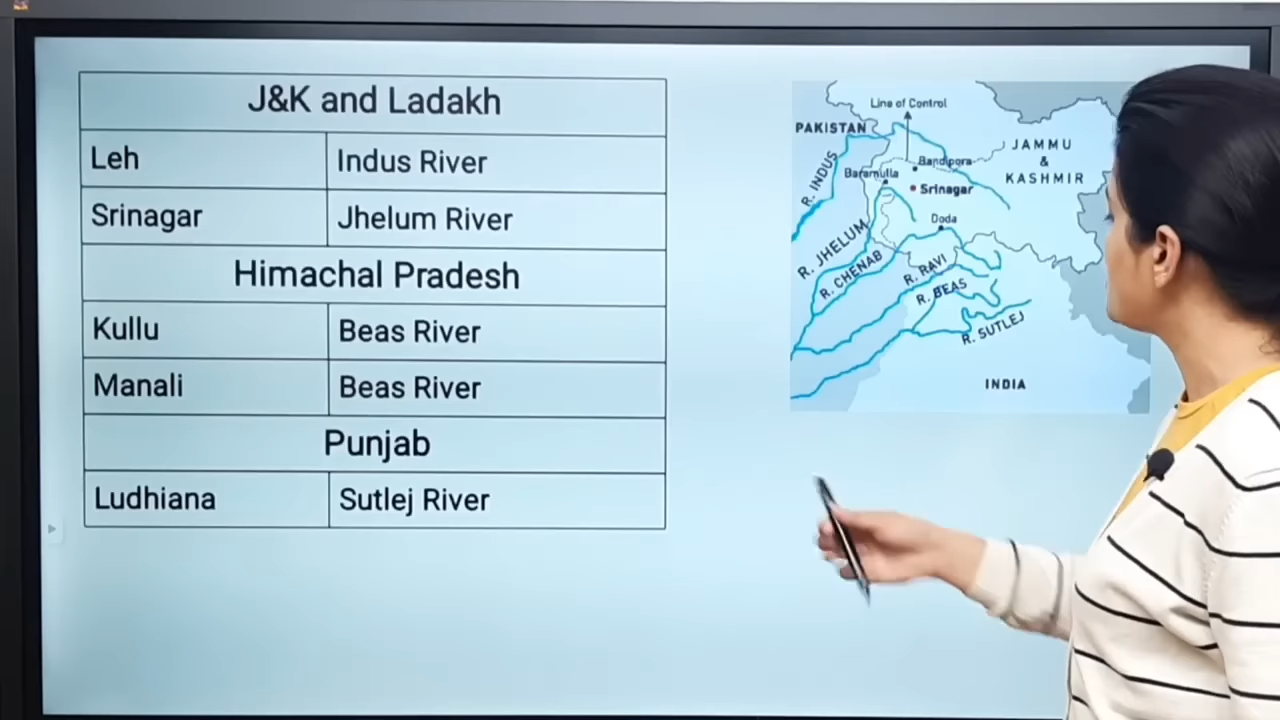 J&K and Ladakh
Leh Indus River
Srinagar Jhelum River
Himachal Pradesh
Kullu Beas River
Manali Beas River
Punjab
Ludhiana Sutlej River
Line of Control
PAKISTAN
JAMMU
&
KASHMIR
R. INDUS
Bandipora
Baramulla
Srinagar
Doda
R. JHELUM
R. CHENAB
R. RAVI
R. BEAS
R. SUTLEJ
INDIA